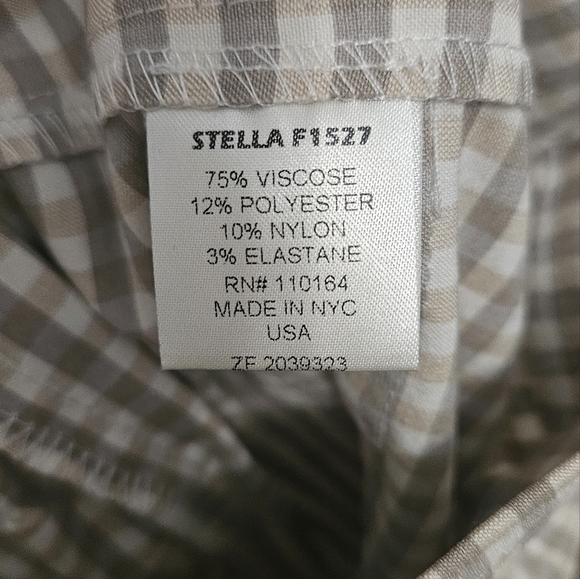 STELLA F1527
75% VISCOSE
12% POLYESTER
10% NYLON
3% ELASTANE
RN# 110164
MADE IN NYC
USA
ZF 2039323